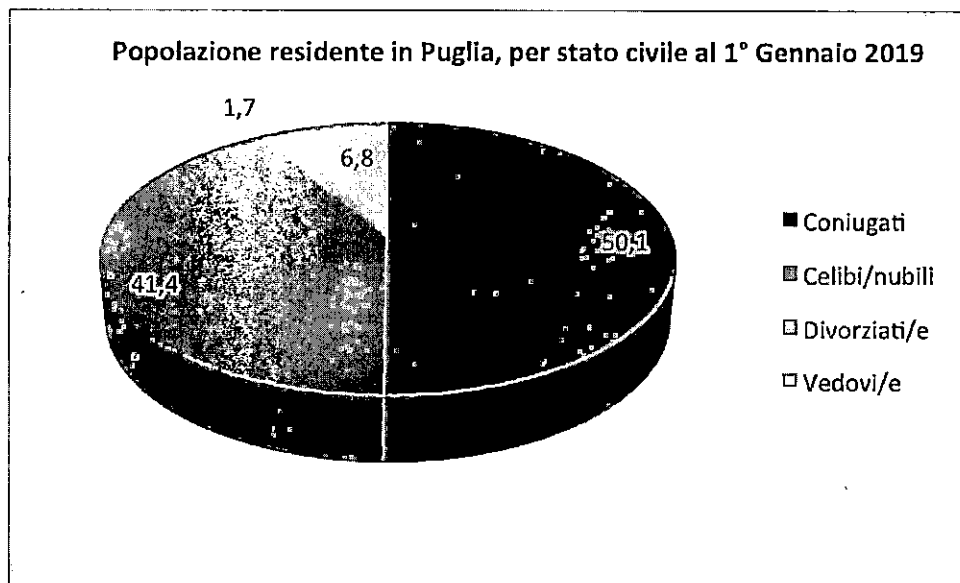 Popolazione residente in Puglia, per stato civile al 1° Gennaio 2019
1,7
6,8
50,1
41,4
Coniugati
Celibi/nubili
Divorziati/e
Vedovi/e